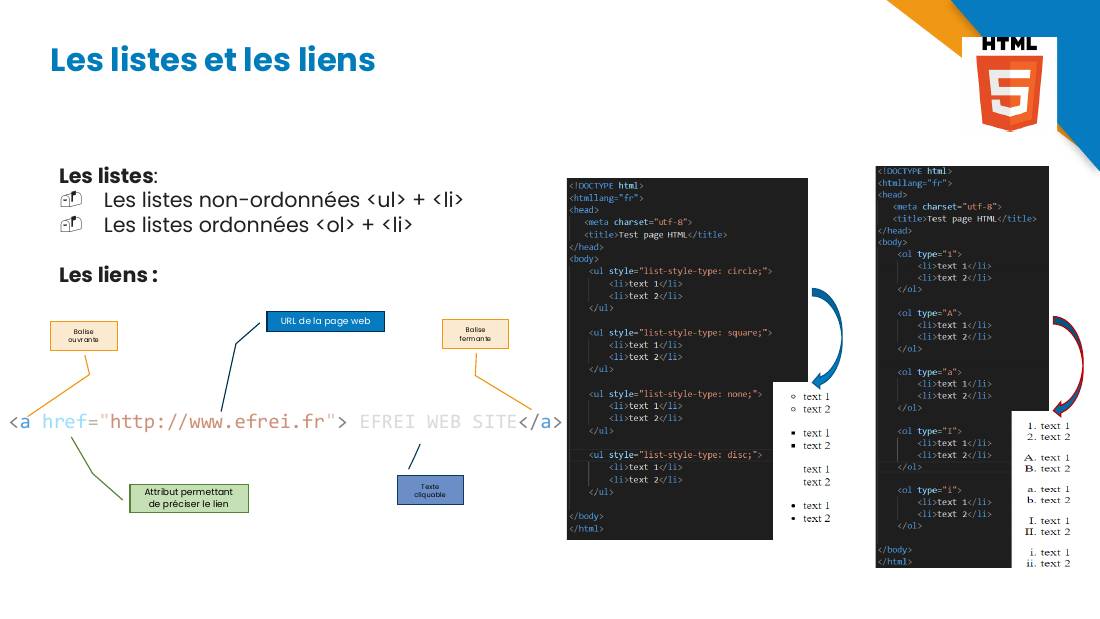 Les listes et les liens
HTML
Les listes:
Les listes non-ordonnées <ul> + <li>
Les listes ordonnées <ol> + <li>
Les liens :
Balise
ouvrante
URL de la page web
Balise
fermante
<a href="http://www.efrei.fr"> EFREI WEB SITE</a>
Attribut permettant
de préciser le lien
Texte
cliquable
<!DOCTYPE html>
<htmllang="fr">
<head>
<meta charset="utf-8">
<title>Test page HTML</title>
</head>
<body>
<ul style="list-style-type: circle;">
<li>text 1</li>
<li>text 2</li>
</ul>
<ul style="list-style-type: square;">
<li>text 1</li>
<li>text 2</li>
</ul>
<ul style="list-style-type: none;">
<li>text 1</li>
<li>text 2</li>
</ul>
<ul style="list-style-type: disc;">
<li>text 1</li>
<li>text 2</li>
</ul>
</body>
</html>
text 1
text 2
text 1
text 2
text 1
text 2
text 1
text 2
<!DOCTYPE html>
<htmllang="fr">
<head>
<meta charset="utf-8">
<title>Test page HTML</title>
</head>
<body>
<ol type="1">
<li>text 1</li>
<li>text 2</li>
</ol>
<ol type="A">
<li>text 1</li>
<li>text 2</li>
</ol>
<ol type="a">
<li>text 1</li>
<li>text 2</li>
</ol>
<ol type="I">
<li>text 1</li>
<li>text 2</li>
</ol>
<ol type="i">
<li>text 1</li>
<li>text 2</li>
</ol>
</body>
</html>
1. text 1
2. text 2
A. text 1
B. text 2
a. text 1
b. text 2
I. text 1
II. text 2
i. text 1
ii. text 2